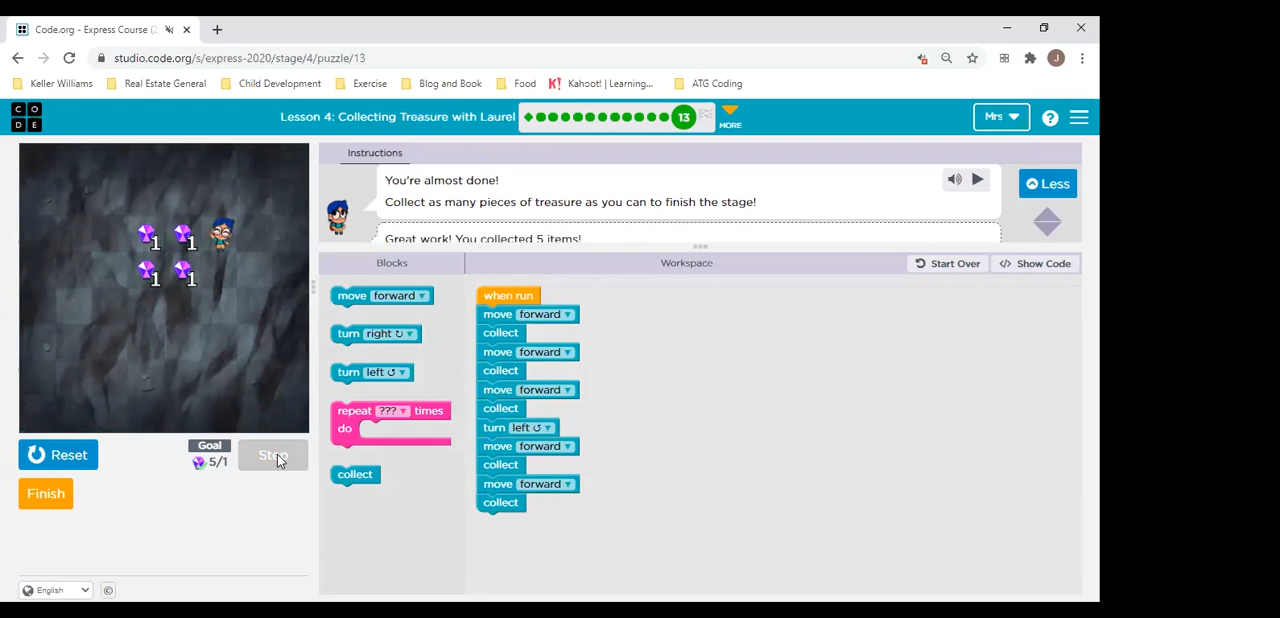 Code.org - Express Course (2
studio.code.org/s/express-2020/stage/4/puzzle/13
J
Keller Williams Real Estate General Child Development Exercise Blog and Book Food K! Kahoot! | Learning... ATG Coding
C O
D E
Lesson 4: Collecting Treasure with Laurel
13
MORE
Mrs
?
Instructions
You're almost done!
Collect as many pieces of treasure as you can to finish the stage!
Great work! You collected 5 items!
Less
1 1
1 1
Blocks
Workspace
Start Over
</> Show Code
move forward
turn right
turn left
repeat ??? times
do
collect
when run
move forward
collect
move forward
collect
move forward
collect
turn left
move forward
collect
move forward
collect
Reset
Goal
5/1
Step
Finish
English
©